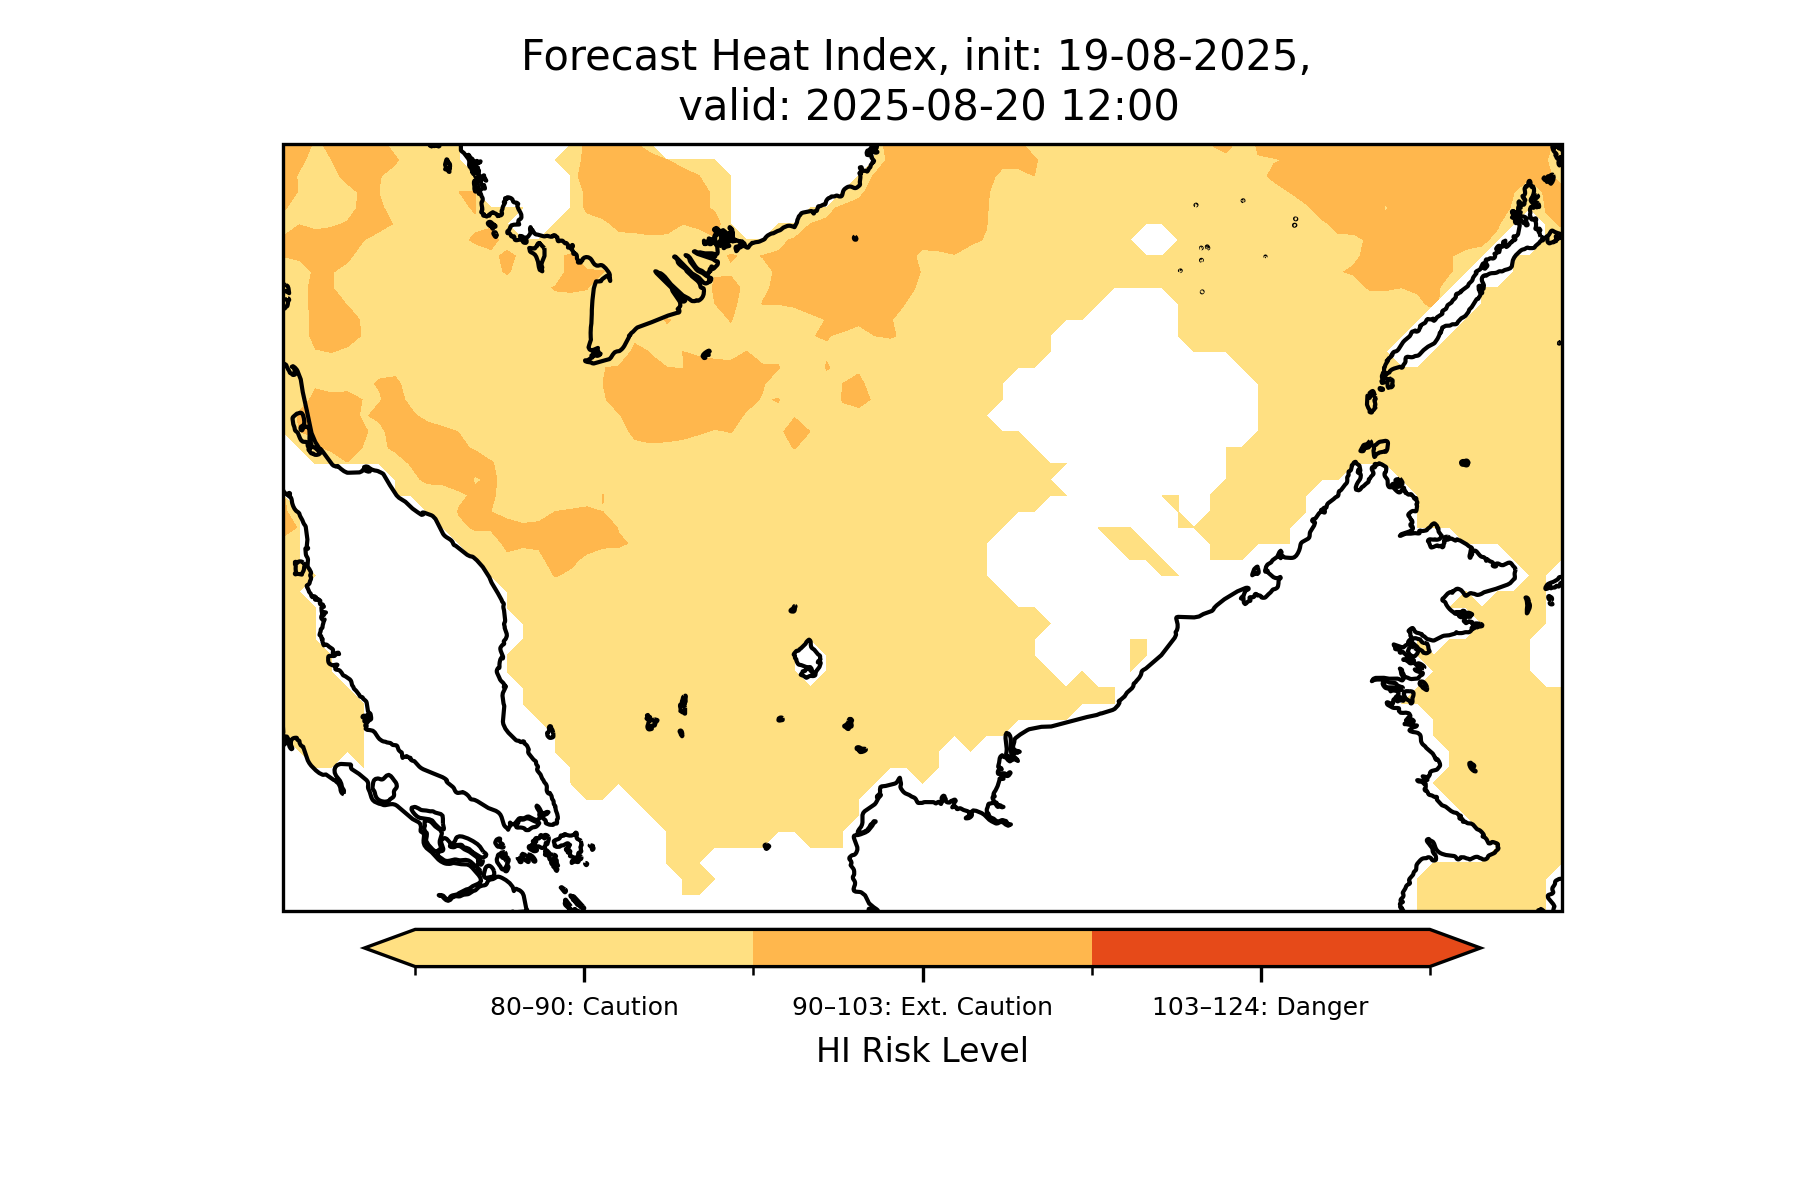 Forecast Heat Index, init: 19-08-2025,
valid: 2025-08-20 12:00
80–90: Caution
90–103: Ext. Caution
103–124: Danger
HI Risk Level